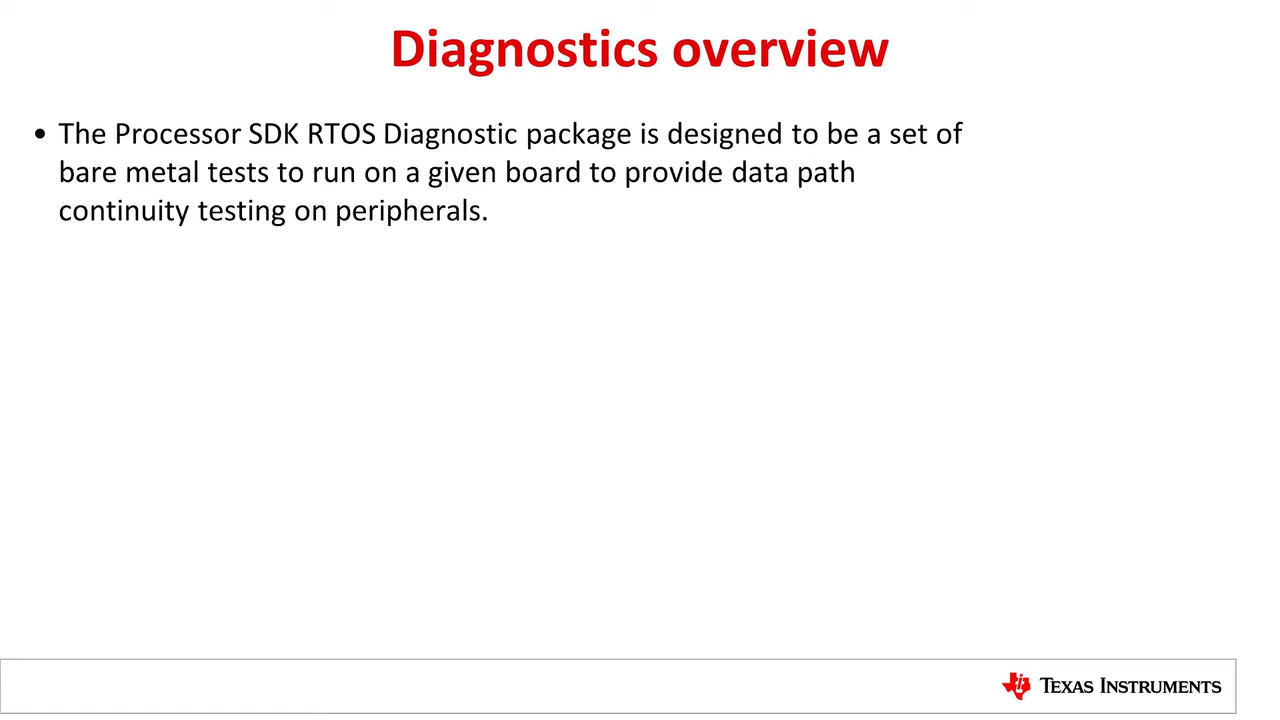 Diagnostics overview
• The Processor SDK RTOS Diagnostic package is designed to be a set of
bare metal tests to run on a given board to provide data path
continuity testing on peripherals.
TEXAS INSTRUMENTS